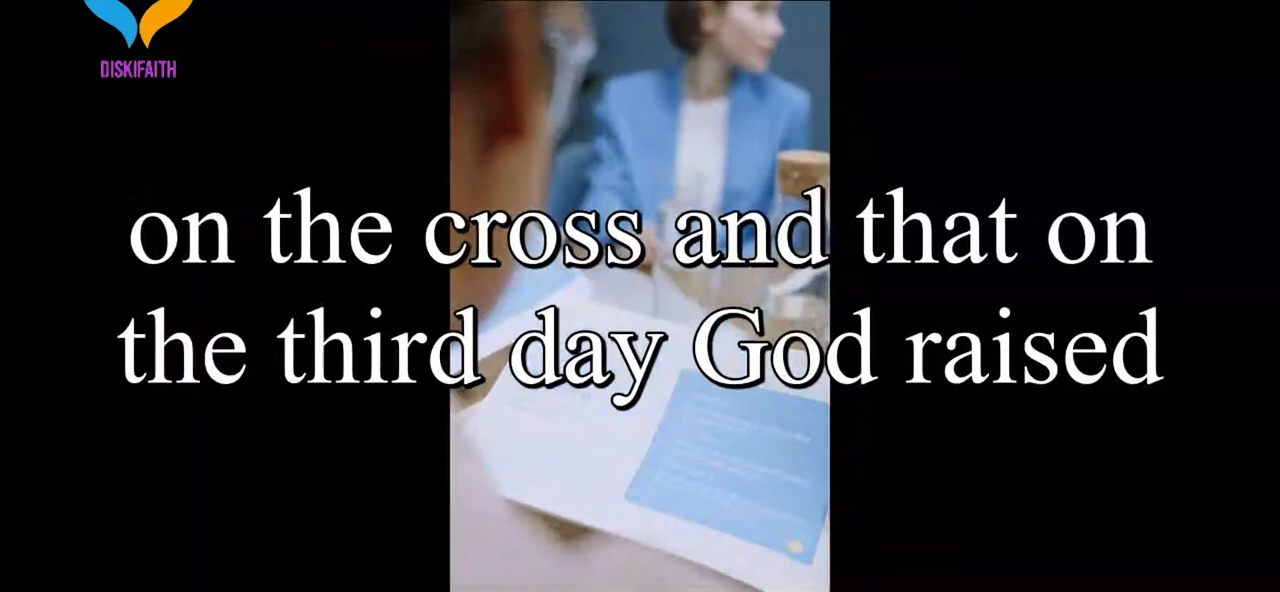 DISKIFAITH
on the cross and that on
the third day God raised